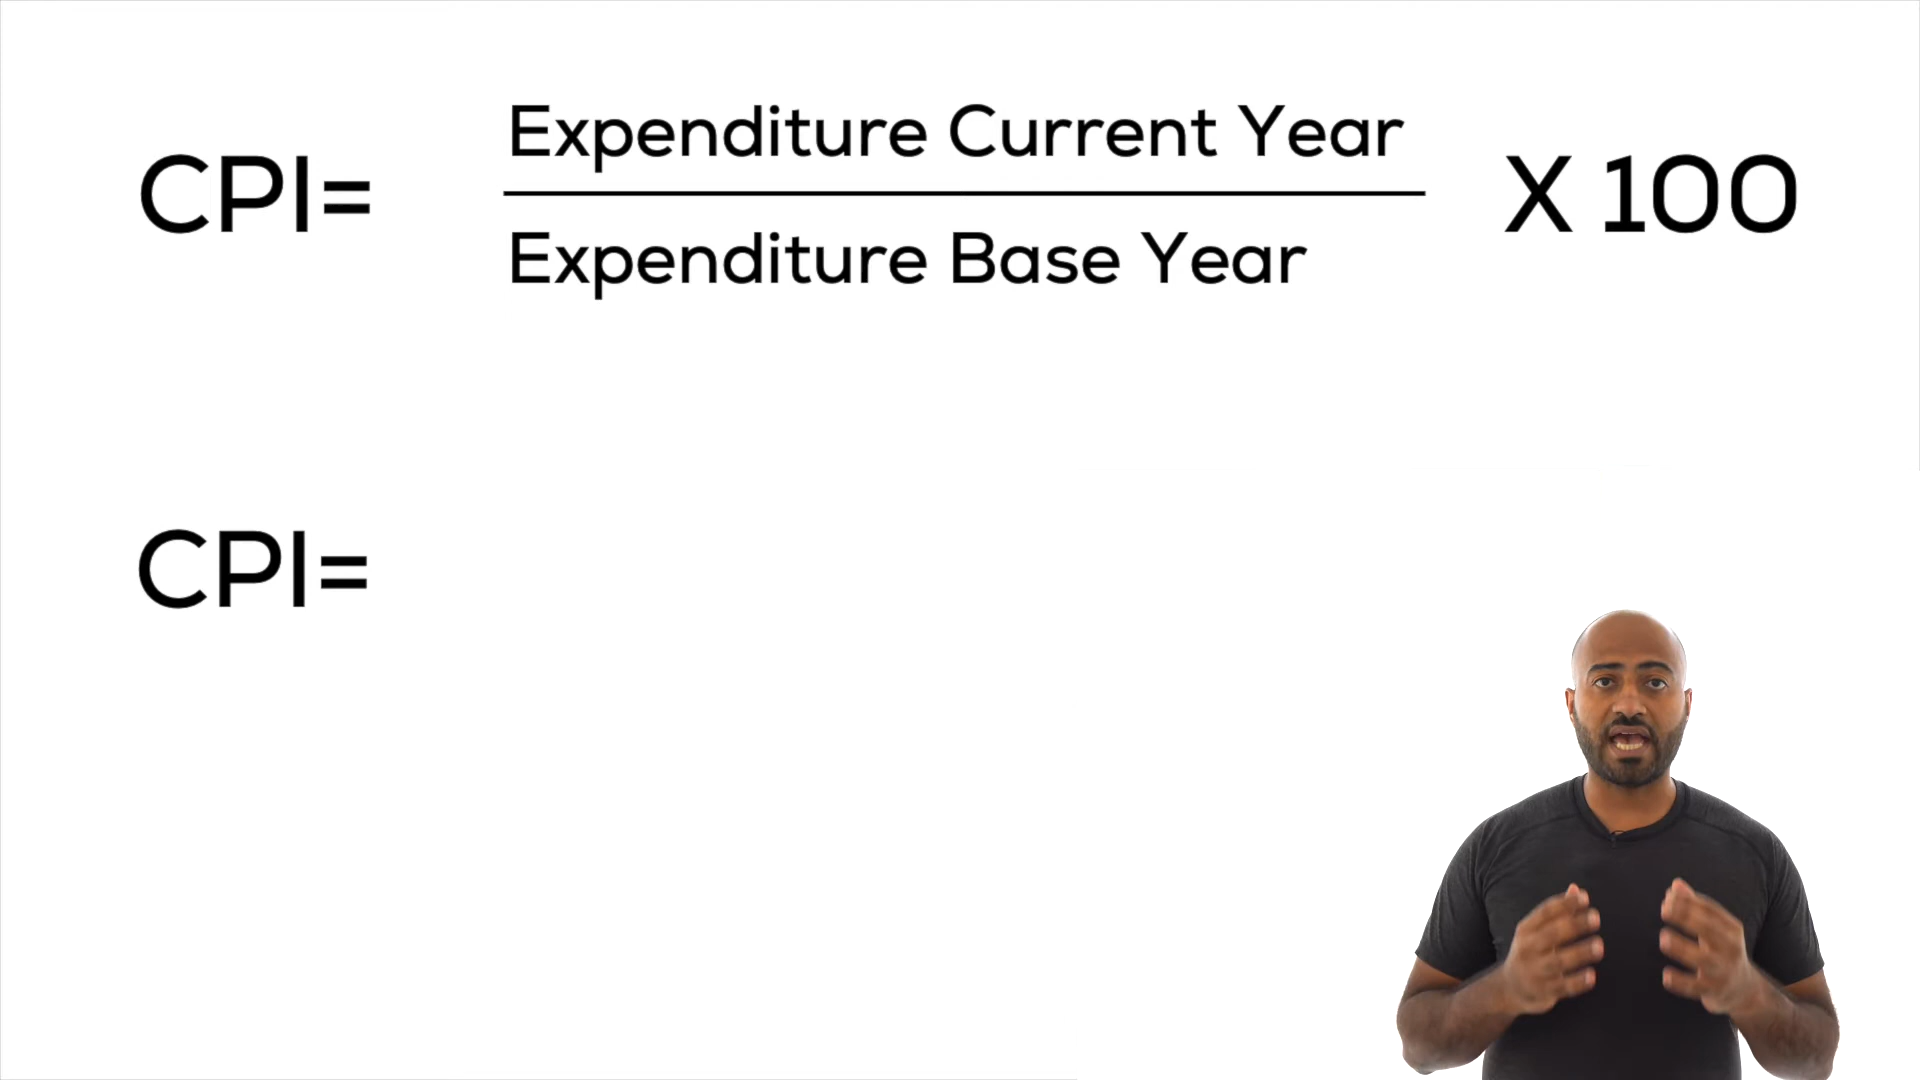 Expenditure Current Year
CPI= X 100
Expenditure Base Year
CPI=